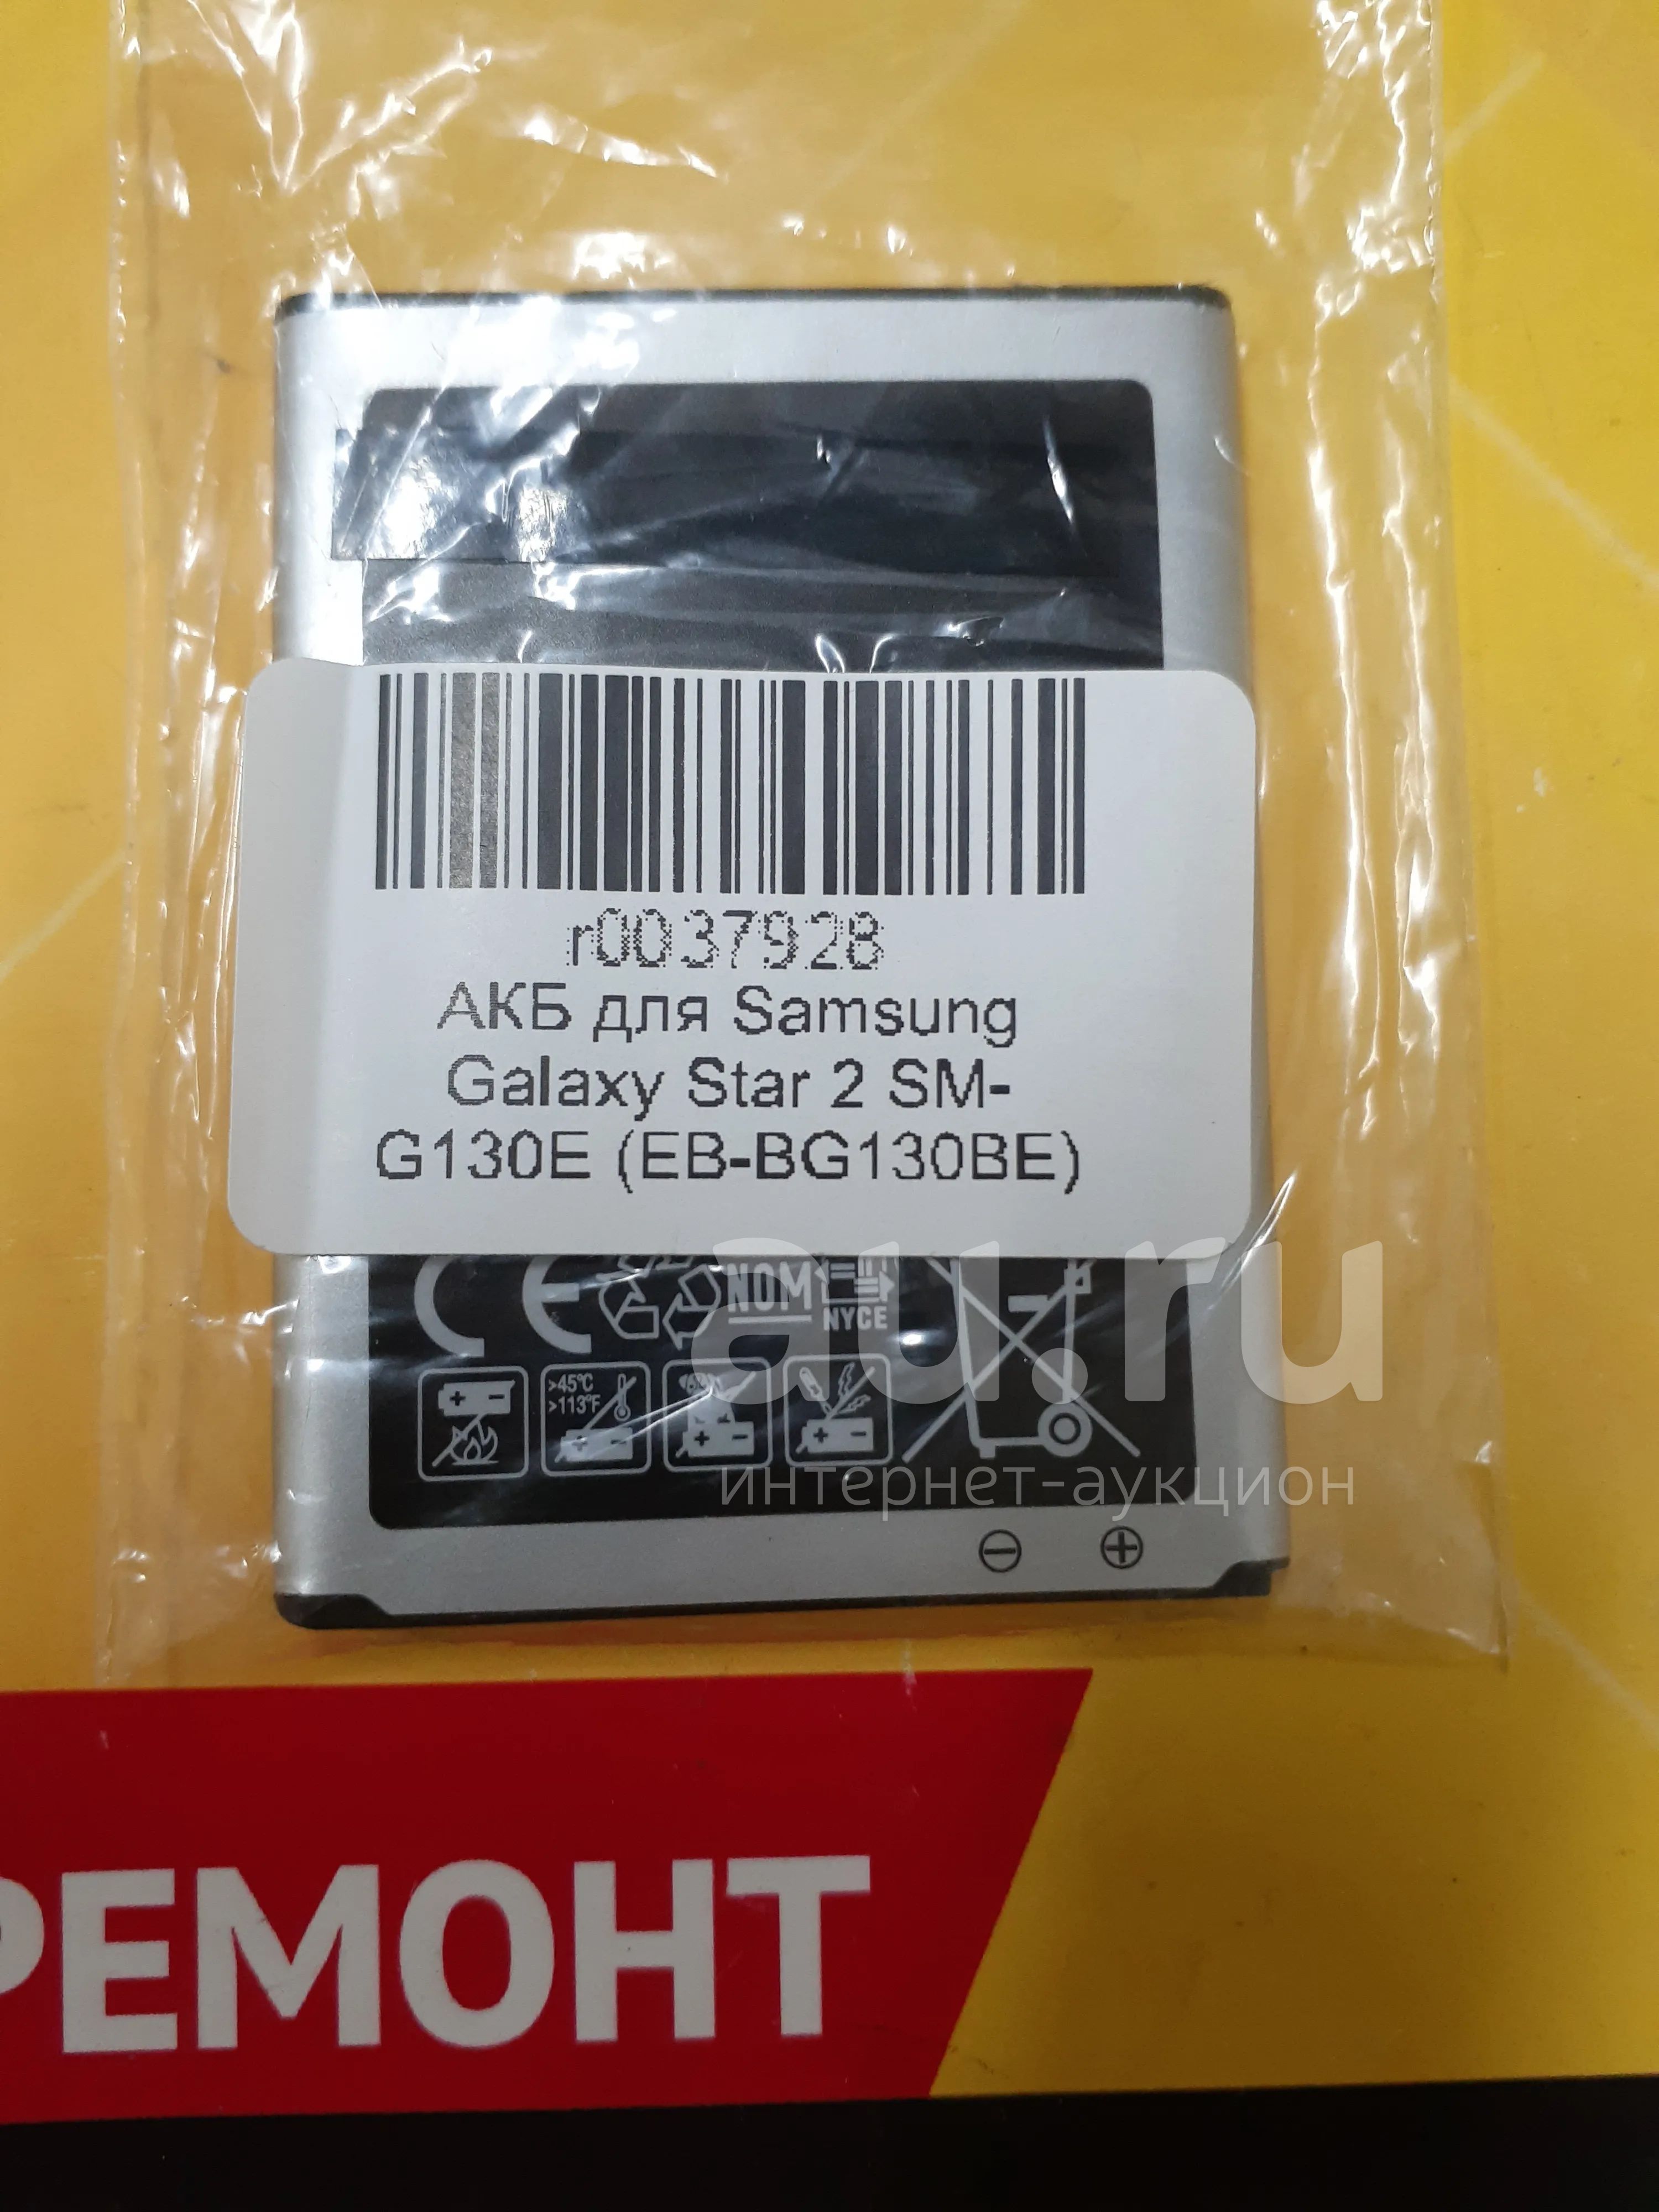 r0037928
АКБ для Samsung
Galaxy Star 2 SM-
G130E (EB-BG130BE)
CE NOM NYCE
>45°C
>113°F
au.ru
интернет-аукцион
РЕМОНТ